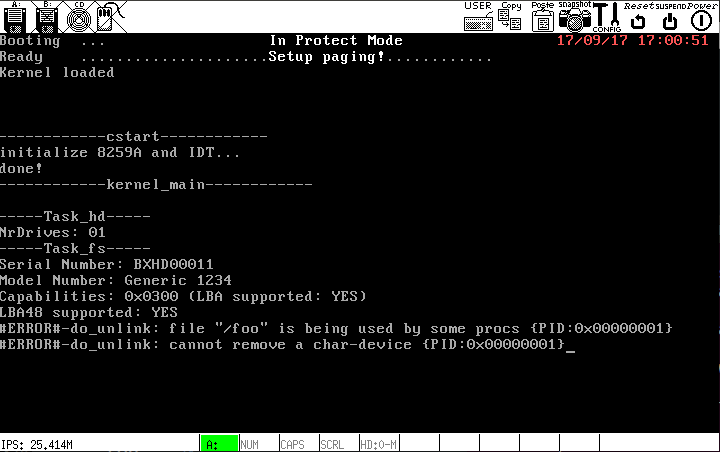 A: B: CD USER Copy Paste snapshot CONFIG Reset SUSPEND Power
Booting ... In Protect Mode 17/09/17 17:00:51
Ready .....................Setup paging!............
Kernel loaded
------------cstart------------
initialize 8259A and IDT...
done!
------------kernel_main------------
-----Task_hd-----
NrDrives: 01
-----Task_fs-----
Serial Number: BXHD00011
Model Number: Generic 1234
Capabilities: 0x0300 (LBA supported: YES)
LBA48 supported: YES
#ERROR#-do_unlink: file "/foo" is being used by some procs {PID:0x00000001}
#ERROR#-do_unlink: cannot remove a char-device {PID:0x00000001}_
IPS: 25.414M A: NUM CAPS SCRL HD:0-M